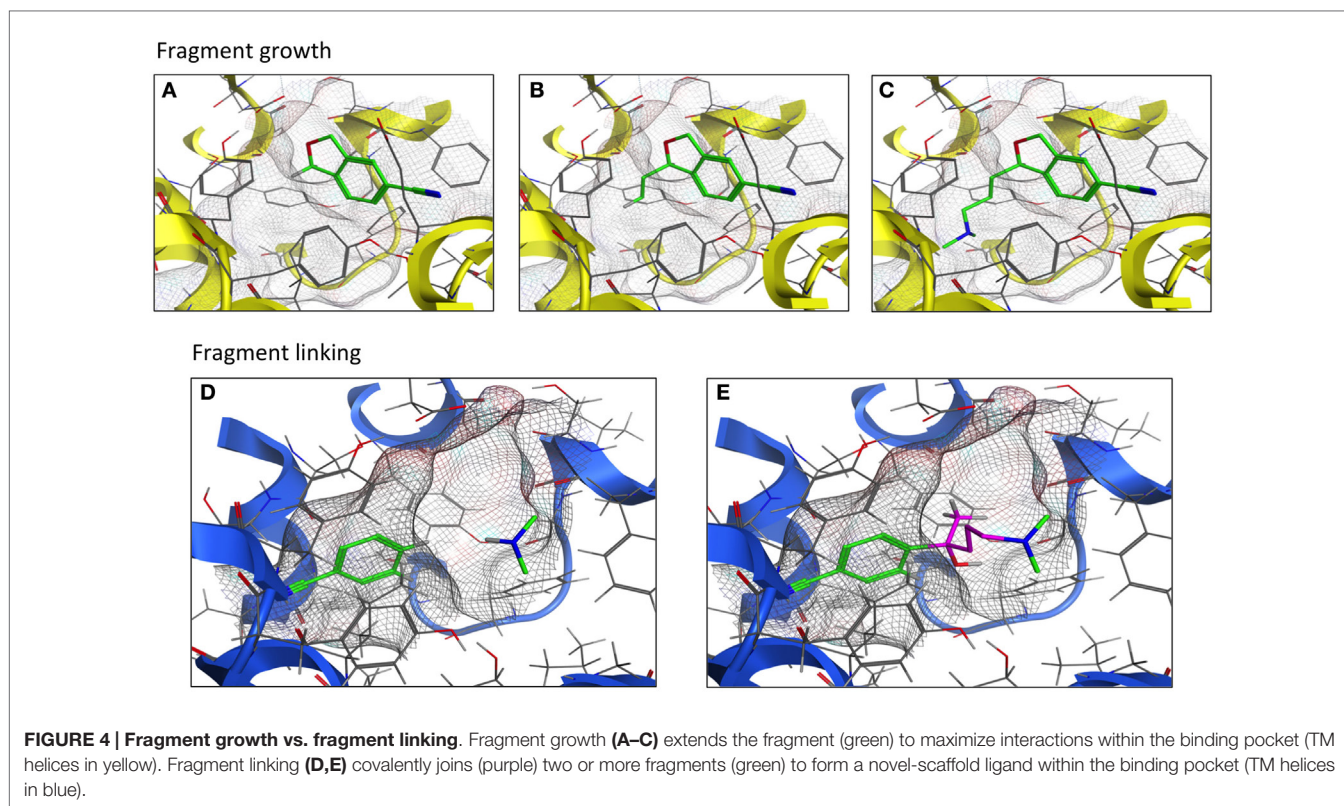 Fragment growth
A
B
C
Fragment linking
D
E
FIGURE 4 | Fragment growth vs. fragment linking. Fragment growth (A–C) extends the fragment (green) to maximize interactions within the binding pocket (TM
helices in yellow). Fragment linking (D,E) covalently joins (purple) two or more fragments (green) to form a novel-scaffold ligand within the binding pocket (TM helices
in blue).